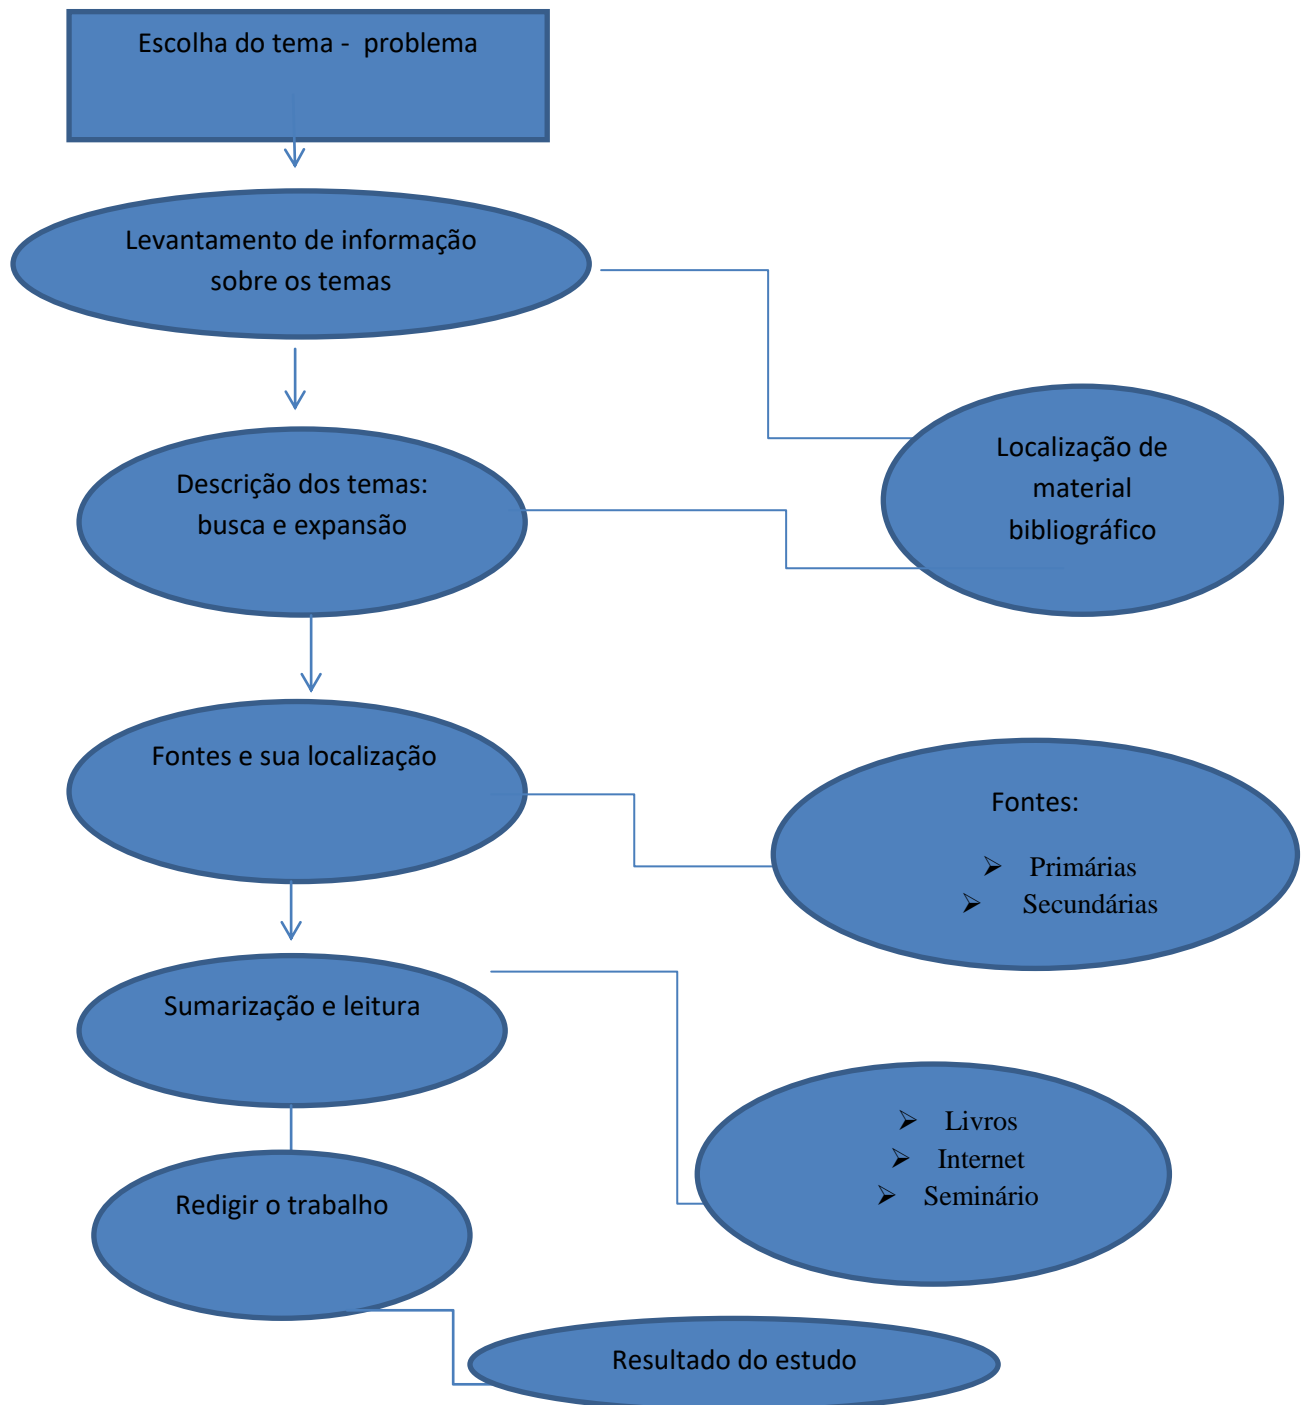 Escolha do tema -  problema
Levantamento de informação
sobre os temas
Localização de
material
bibliográfico
Descrição dos temas:
busca e expansão
Fontes e sua localização
Fontes:
➢ Primárias
➢ Secundárias
Sumarização e leitura
➢ Livros
➢ Internet
➢ Seminário
Redigir o trabalho
Resultado do estudo